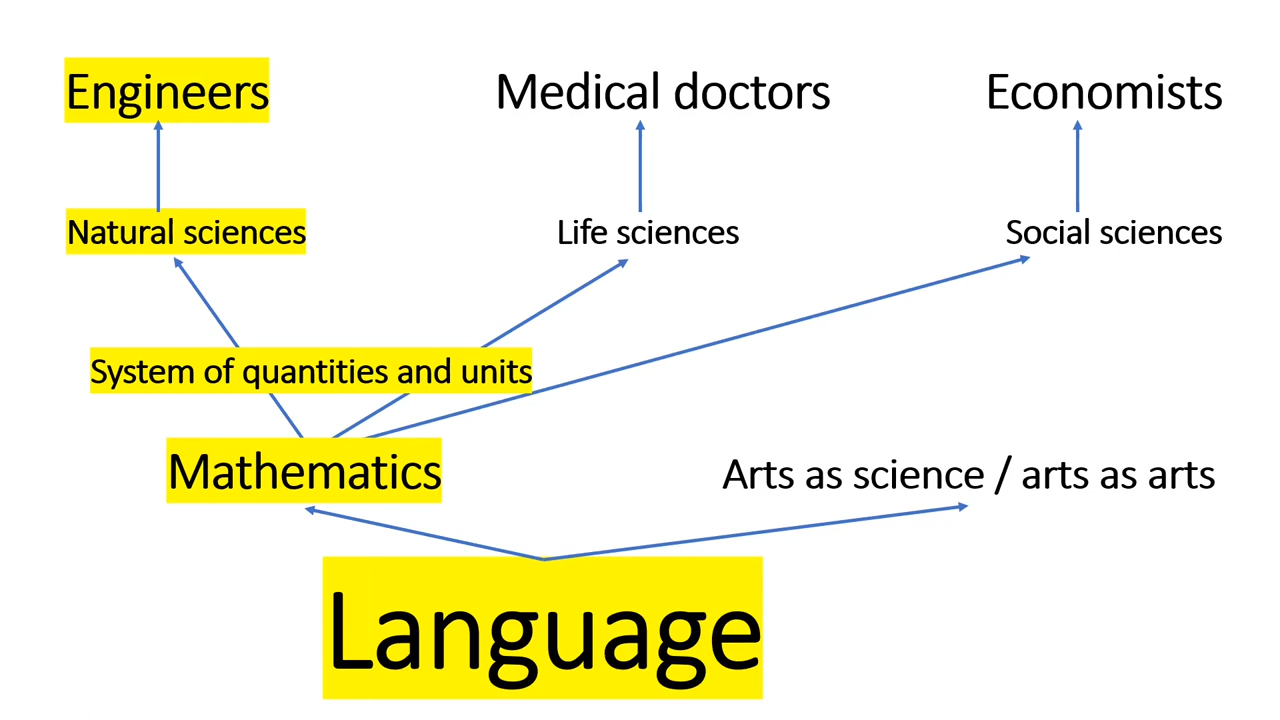 Engineers
Medical doctors
Economists
Natural sciences
Life sciences
Social sciences
System of quantities and units
Mathematics
Arts as science / arts as arts
Language